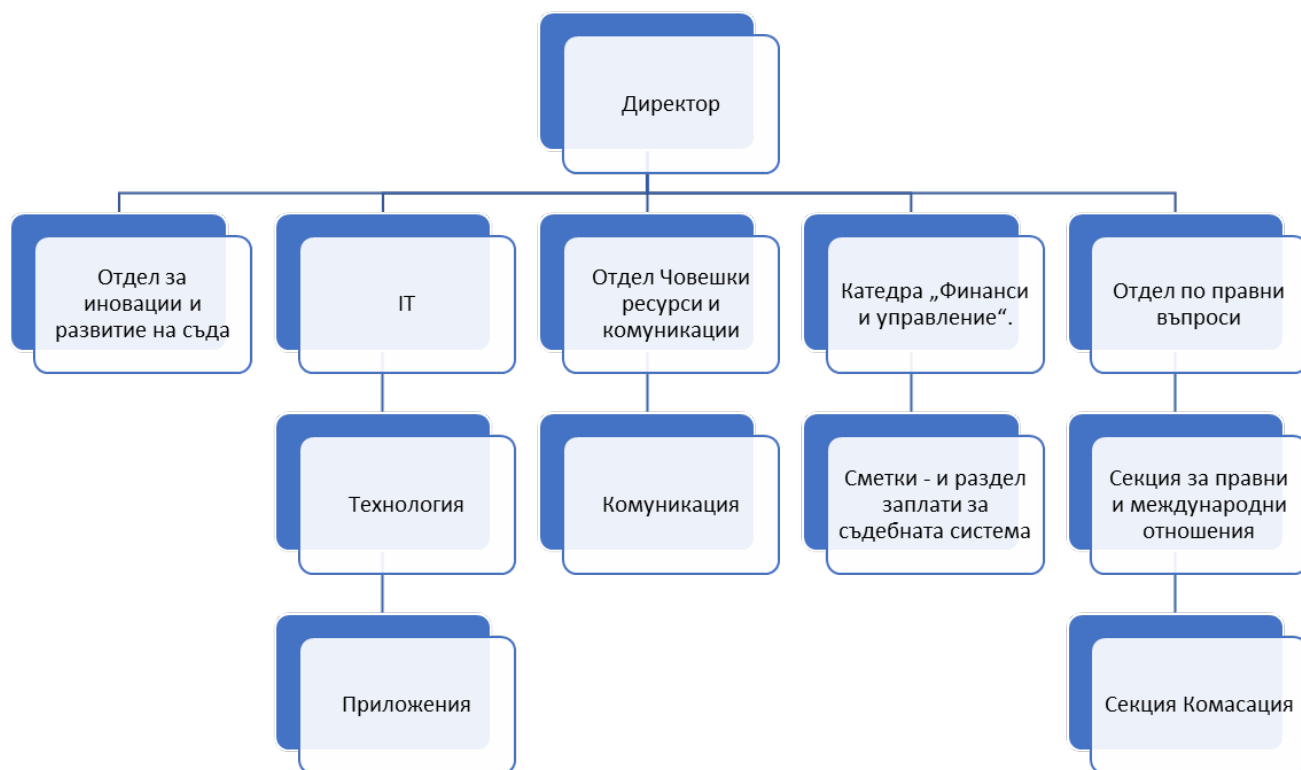 Директор
Отдел за
иновации и
развитие на съда
IT
Отдел Човешки
ресурси и
комуникации
Катедра „Финанси
и управление“.
Отдел по правни
въпроси
Технология
Комуникация
Сметки - и раздел
заплати за
съдебната система
Секция за правни
и международни
отношения
Приложения
Секция Комасация